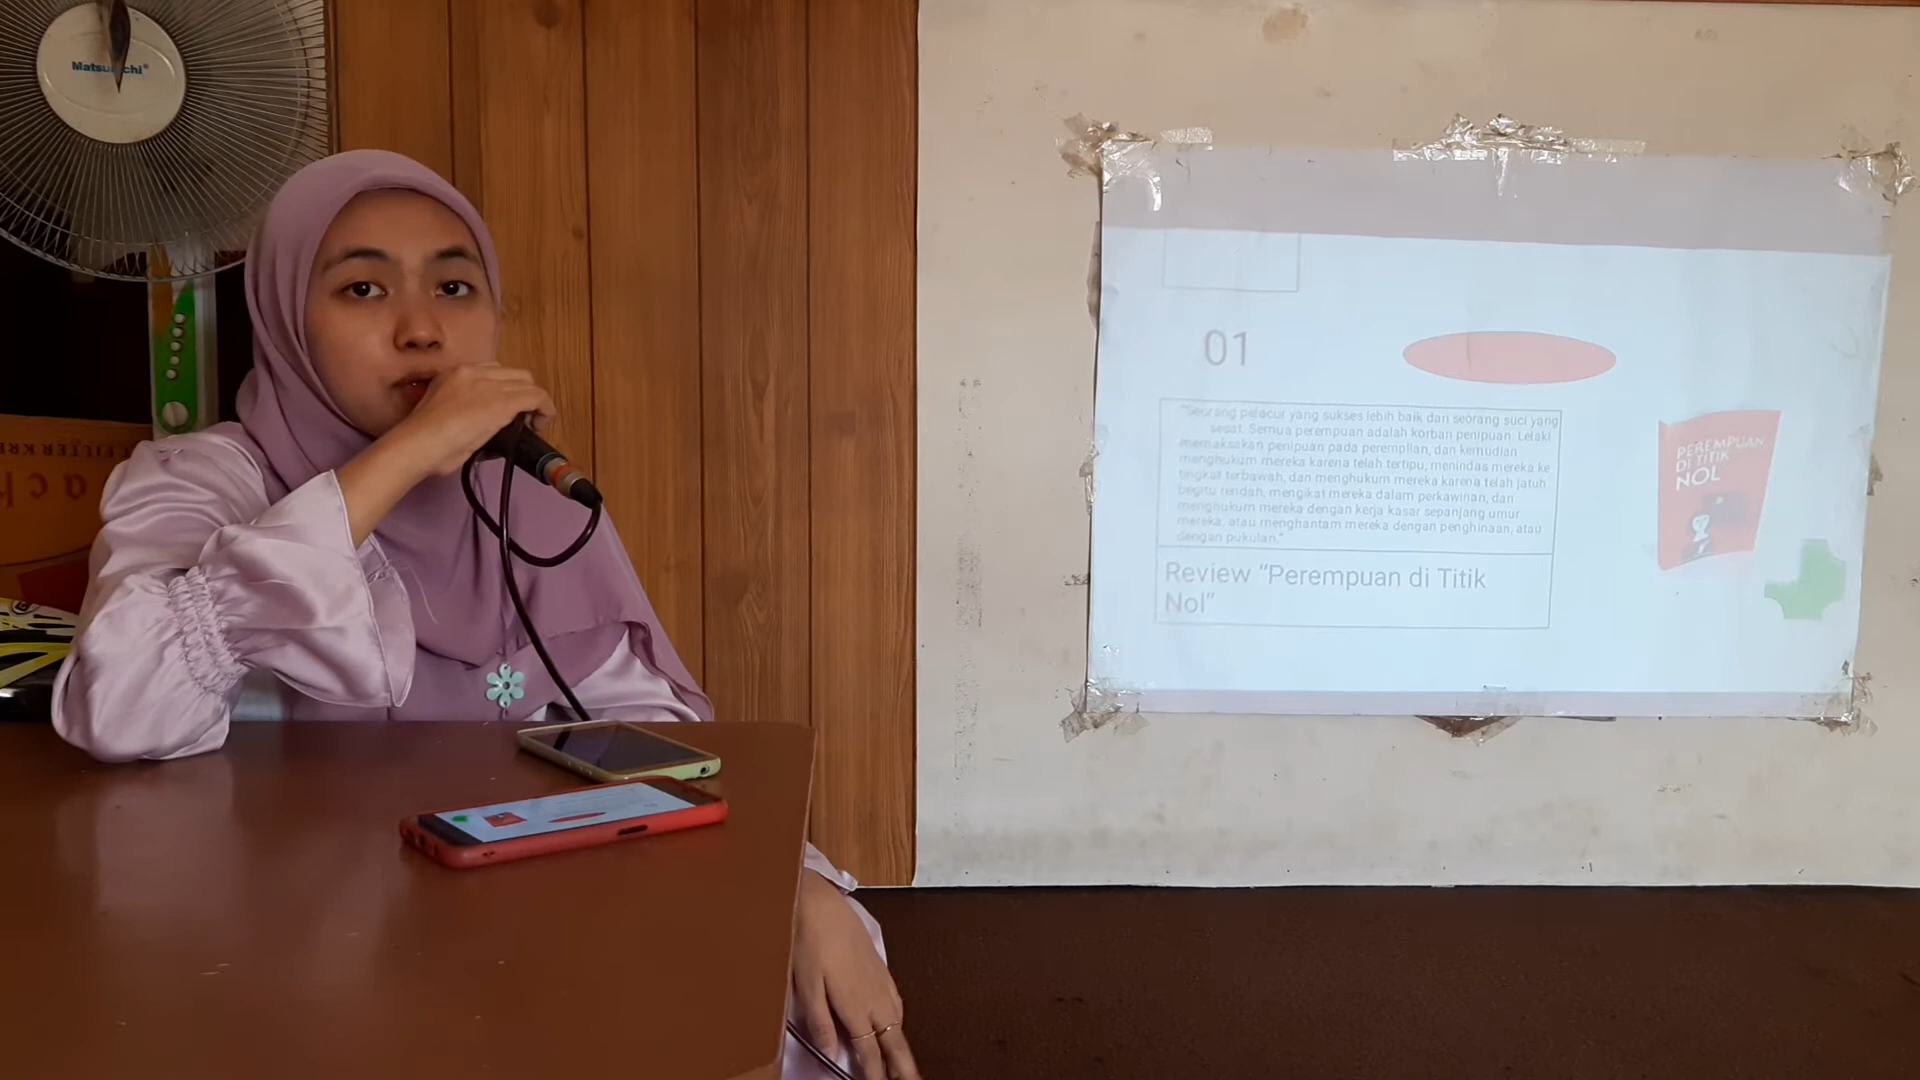 Matsunichi®
01
"Seorang pelacur yang sukses lebih baik dari seorang suci yang
sesat. Semua perempuan adalah korban penipuan. Lelaki
memaksakan penipuan pada perempuan, dan kemudian
menghukum mereka karena telah tertipu, menindas mereka ke
tingkat terbawah, dan menghukum mereka karena telah jatuh
begitu rendah, mengikat mereka dalam perkawinan, dan
menghukum mereka dengan kerja kasar sepanjang umur
mereka, atau menghantam mereka dengan penghinaan, atau
dengan pukulan."
Review "Perempuan di Titik
Nol"
PEREMPUAN
DI TITIK
NOL